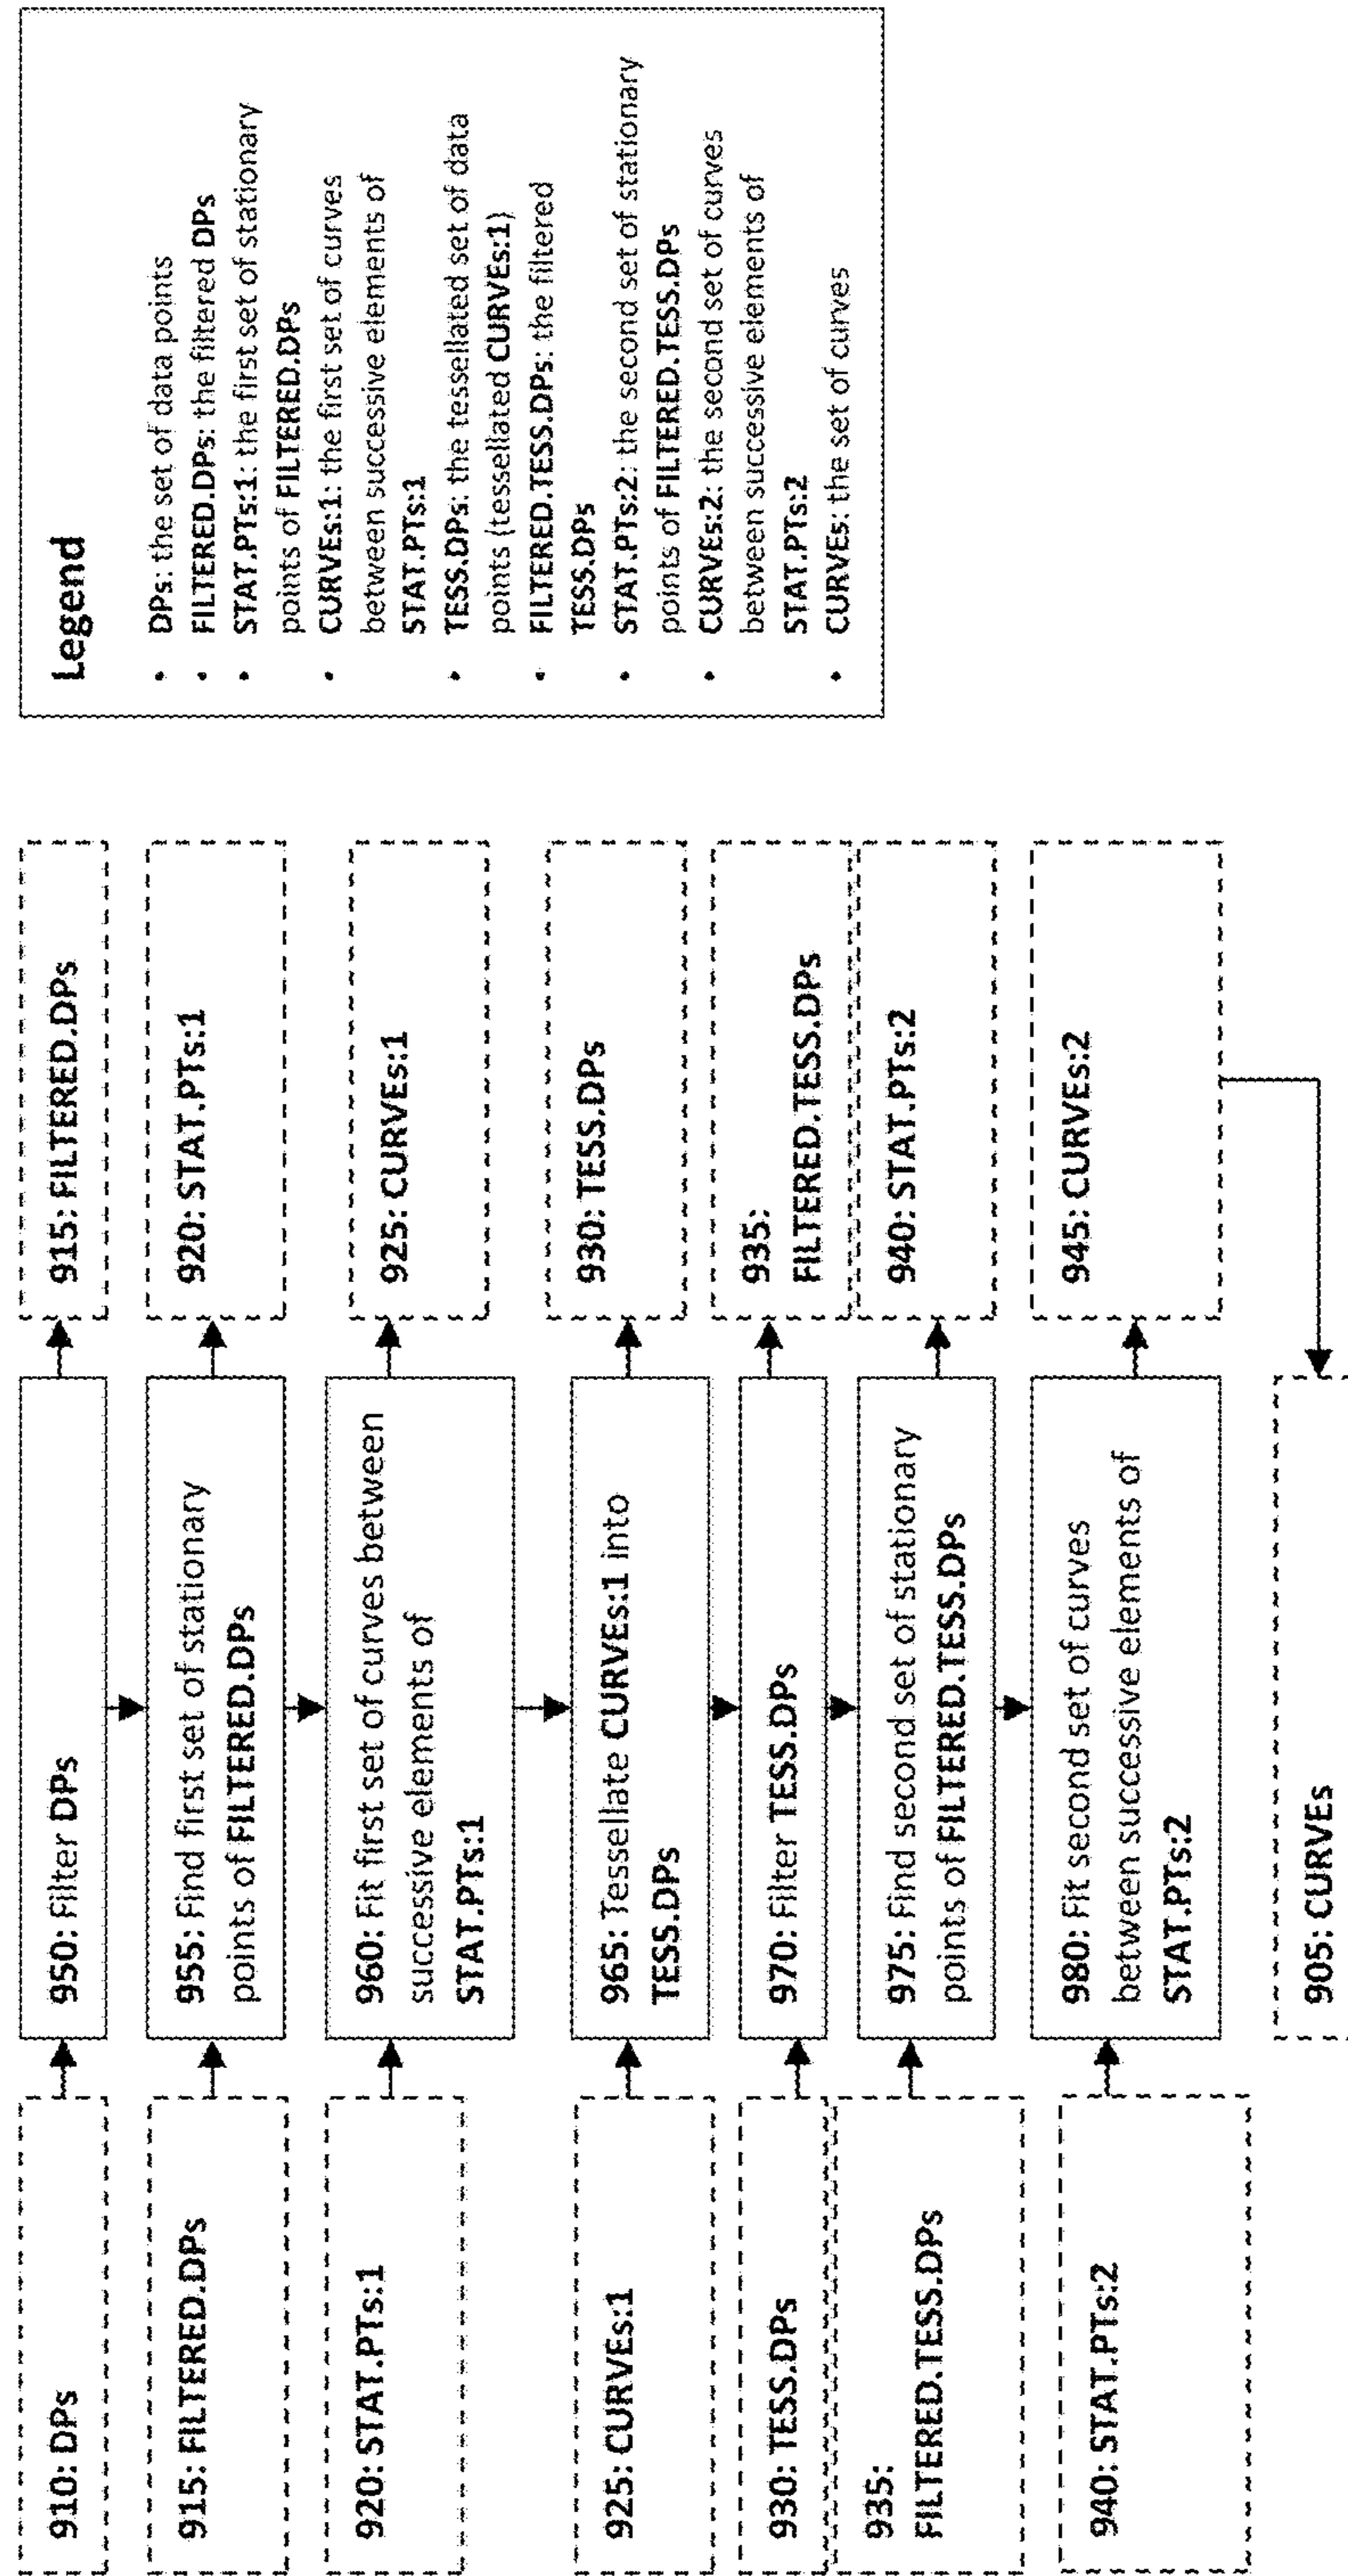 910: DPs
950: Filter DPs
915: FILTERED.DPs
915: FILTERED.DPs
955: Find first set of stationary
points of FILTERED.DPs
920: STAT.PTs:1
920: STAT.PTs:1
960: Fit first set of curves between
successive elements of
STAT.PTs:1
925: CURVEs:1
925: CURVEs:1
965: Tessellate CURVEs:1 into
TESS.DPs
930: TESS.DPs
930: TESS.DPs
970: Filter TESS.DPs
935:
FILTERED.TESS.DPs
935:
FILTERED.TESS.DPs
975: Find second set of stationary
points of FILTERED.TESS.DPs
940: STAT.PTs:2
940: STAT.PTs:2
980: Fit second set of curves
between successive elements of
STAT.PTs:2
945: CURVEs:2
905: CURVEs
Legend
• DPs: the set of data points
• FILTERED.DPs: the filtered DPs
• STAT.PTs:1: the first set of stationary
points of FILTERED.DPs
• CURVEs:1: the first set of curves
between successive elements of
STAT.PTs:1
• TESS.DPs: the tessellated set of data
points (tessellated CURVEs:1)
• FILTERED.TESS.DPs: the filtered
TESS.DPs
• STAT.PTs:2: the second set of stationary
points of FILTERED.TESS.DPs
• CURVEs:2: the second set of curves
between successive elements of
STAT.PTs:2
• CURVEs: the set of curves